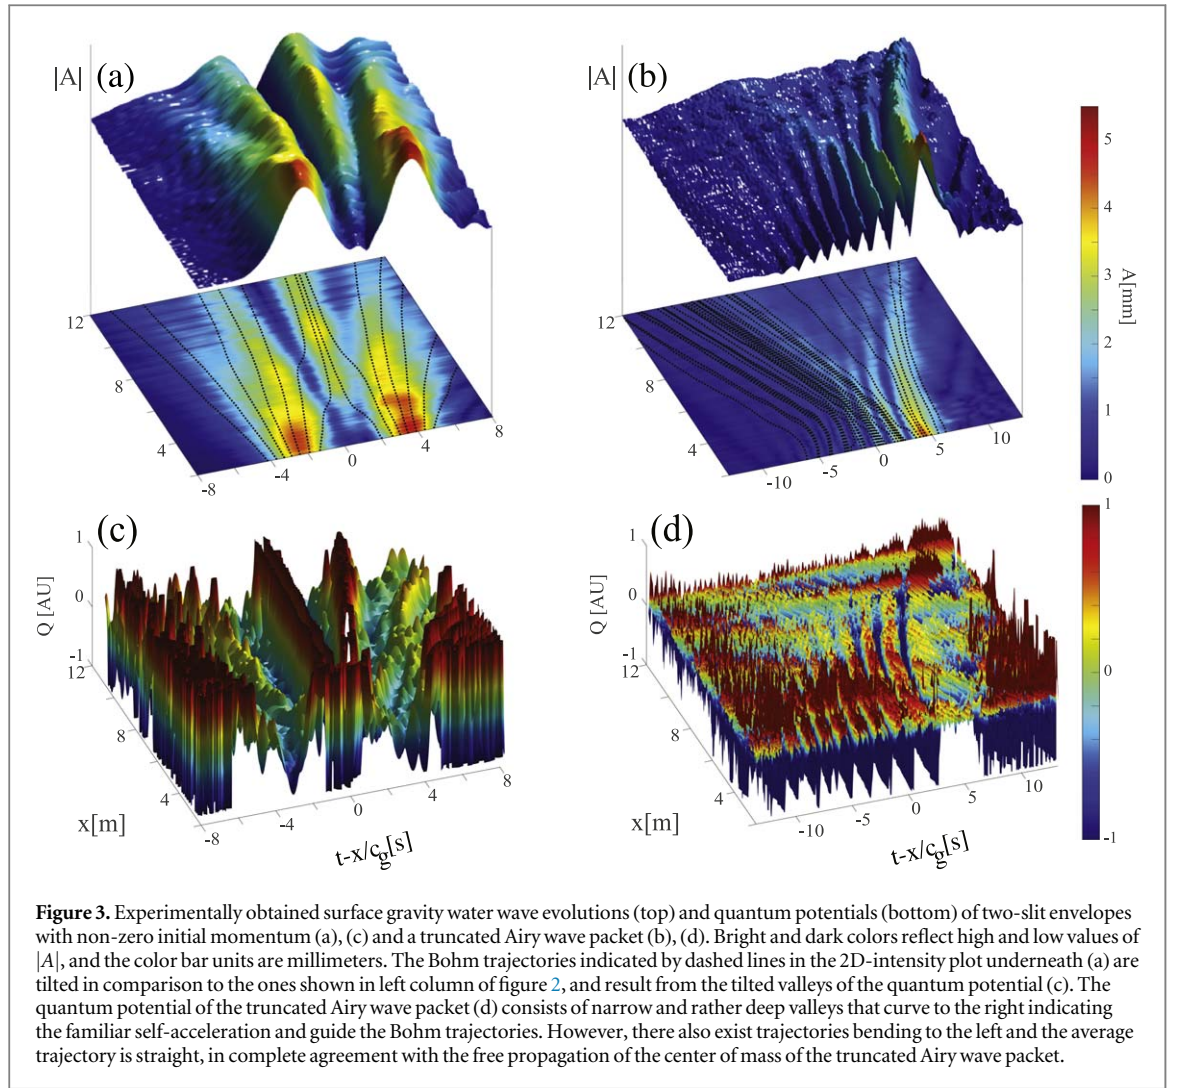 |A| (a)
|A| (b)
5
4
3
2
1
0
A[mm]
12
8
4
-8
-4
0
4
8
12
8
4
-10
-5
0
5
10
(c)
1
0
-1
Q [AU]
12
8
4
x[m]
-8
-4
0
4
8
t-x/cg[s]
(d)
1
0
-1
Q [AU]
12
8
4
x[m]
-10
-5
0
5
10
t-x/cg[s]
1
0
-1
Figure 3. Experimentally obtained surface gravity water wave evolutions (top) and quantum potentials (bottom) of two-slit envelopes
with non-zero initial momentum (a), (c) and a truncated Airy wave packet (b), (d). Bright and dark colors reflect high and low values of
|A|, and the color bar units are millimeters. The Bohm trajectories indicated by dashed lines in the 2D-intensity plot underneath (a) are
tilted in comparison to the ones shown in left column of figure 2, and result from the tilted valleys of the quantum potential (c). The
quantum potential of the truncated Airy wave packet (d) consists of narrow and rather deep valleys that curve to the right indicating
the familiar self-acceleration and guide the Bohm trajectories. However, there also exist trajectories bending to the left and the average
trajectory is straight, in complete agreement with the free propagation of the center of mass of the truncated Airy wave packet.